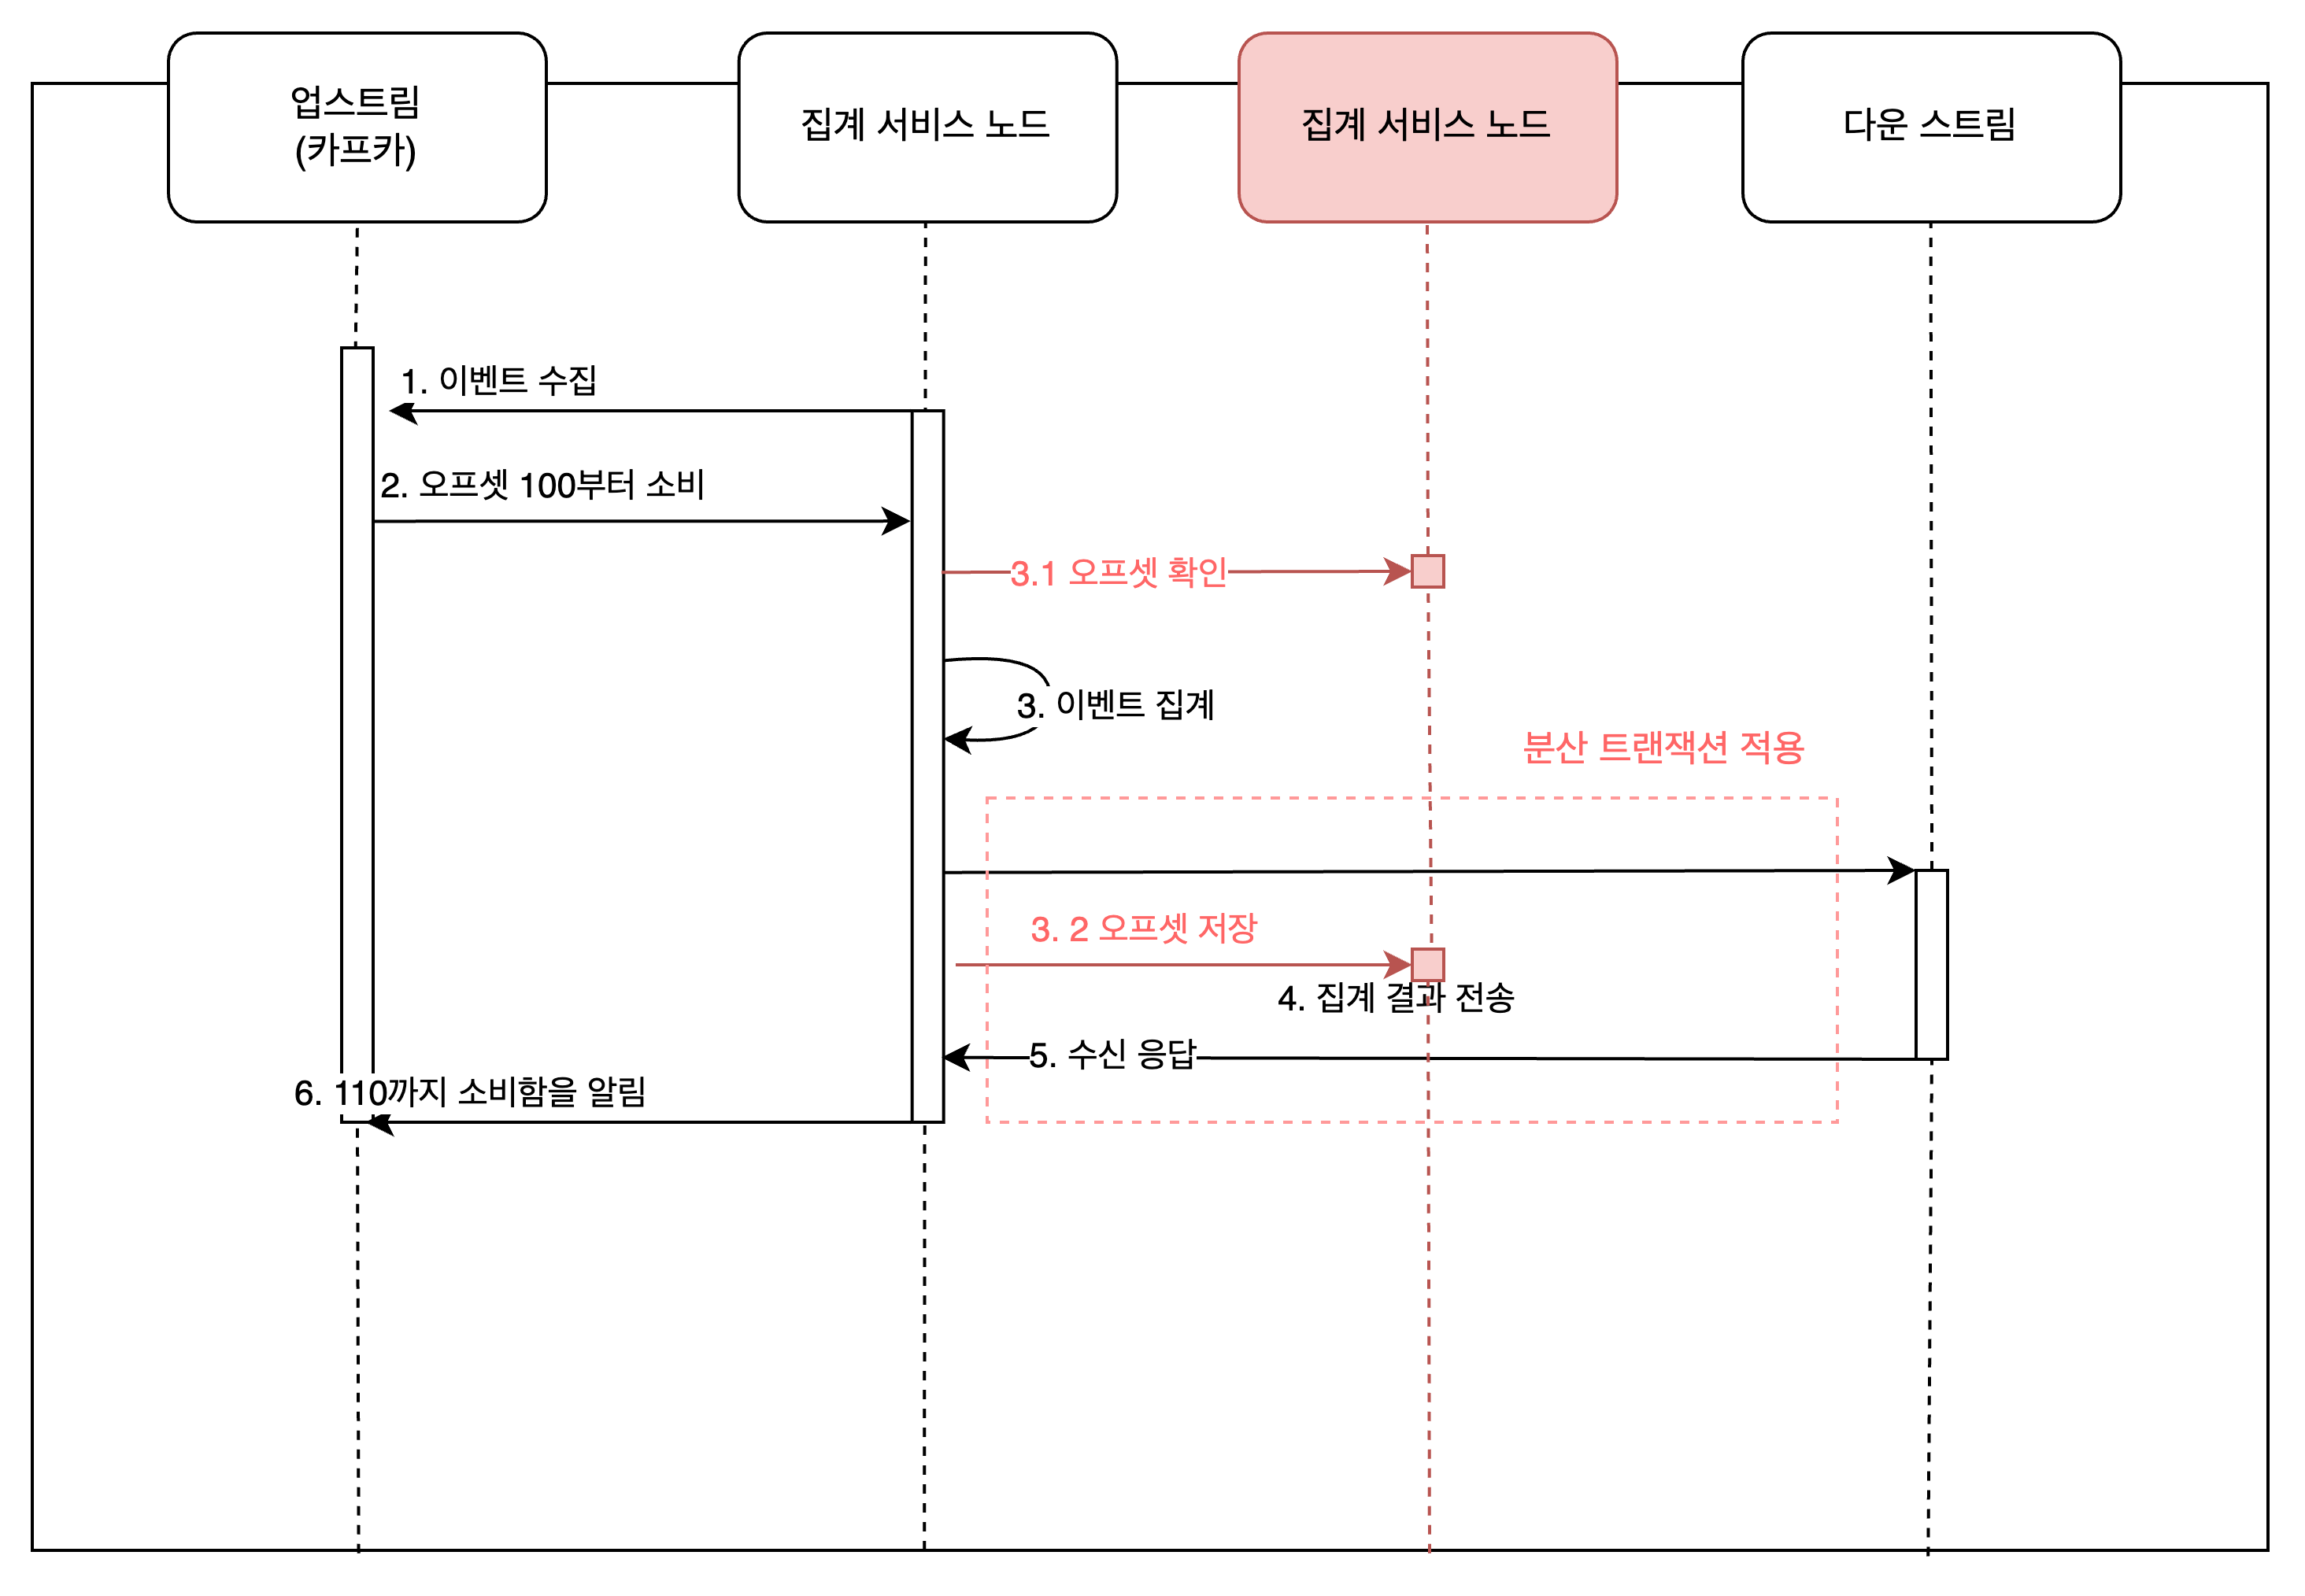 업스트림
(카프카)
집계 서비스 노드
집계 서비스 노드
다운 스트림
1. 이벤트 수집
2. 오프셋 100부터 소비
3.1 오프셋 확인
3. 이벤트 집계
분산 트랜잭션 적용
3. 2 오프셋 저장
4. 집계 결과 전송
5. 수신 응답
6. 110까지 소비함을 알림